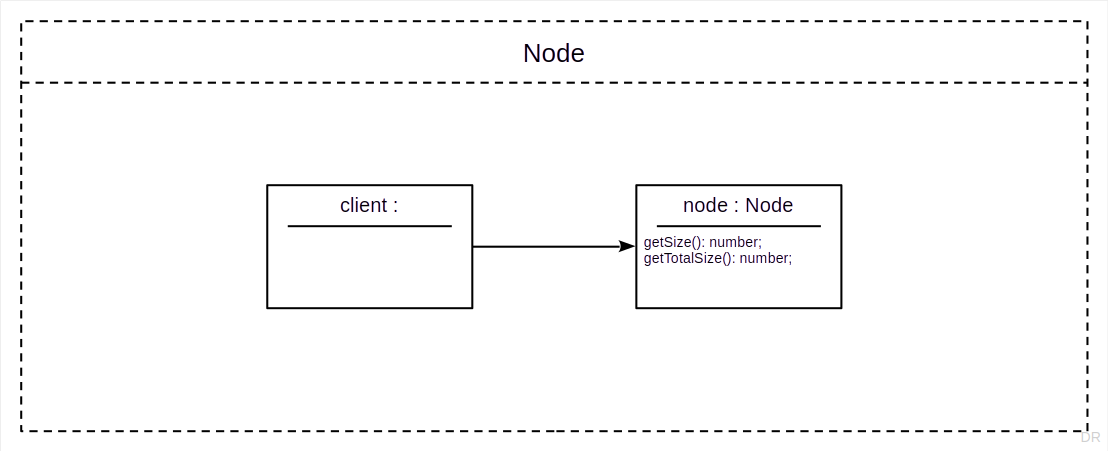 Node
client :
node : Node
getSize(): number;
getTotalSize(): number;
DR